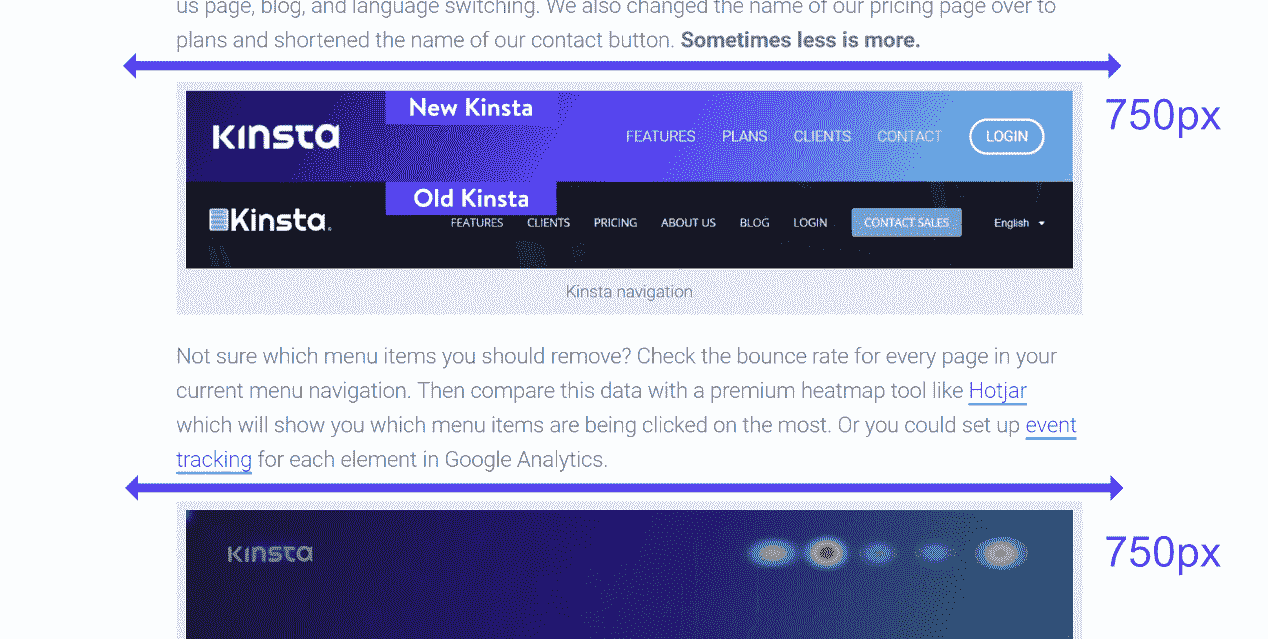 us page, blog, and language switching. We also changed the name of our pricing page over to
plans and shortened the name of our contact button. Sometimes less is more.
750px
New Kinsta
KINSTA
FEATURES PLANS CLIENTS CONTACT LOGIN
Old Kinsta
Kinsta.
FEATURES CLIENTS PRICING ABOUT US BLOG LOGIN CONTACT SALES English
Kinsta navigation
Not sure which menu items you should remove? Check the bounce rate for every page in your
current menu navigation. Then compare this data with a premium heatmap tool like Hotjar
which will show you which menu items are being clicked on the most. Or you could set up event
tracking for each element in Google Analytics.
750px
KINSTA